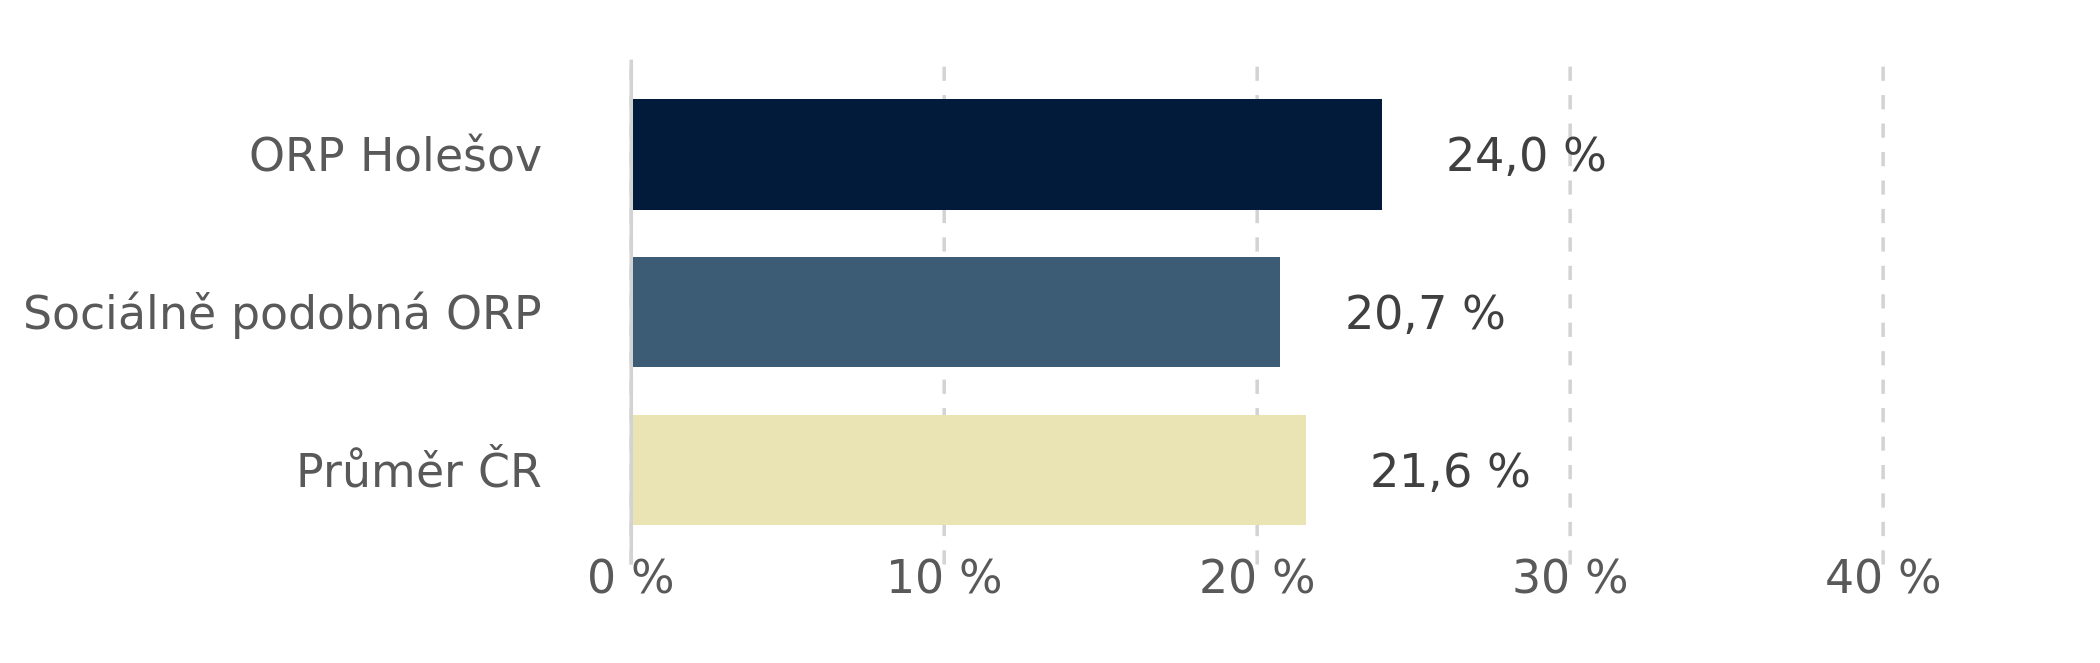 ORP Holešov
24,0 %
Sociálně podobná ORP
20,7 %
Průměr ČR
21,6 %
0 %
10 %
20 %
30 %
40 %